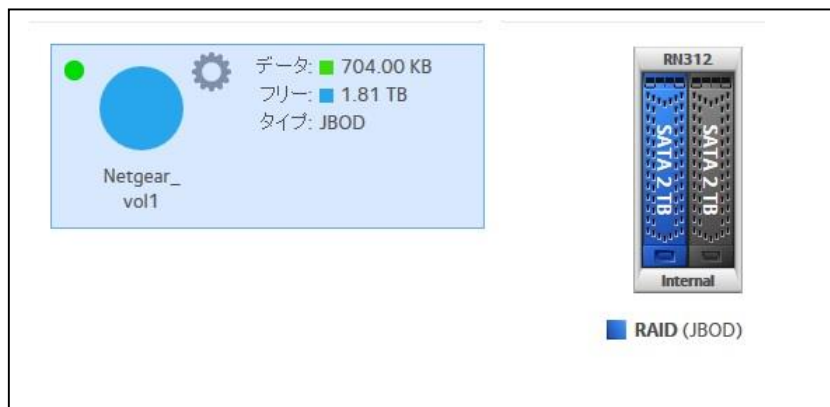 データ: 704.00 KB
フリー: 1.81 TB
タイプ: JBOD
Netgear_
vol1
RN312
SATA 2 TB
SATA 2 TB
Internal
RAID (JBOD)